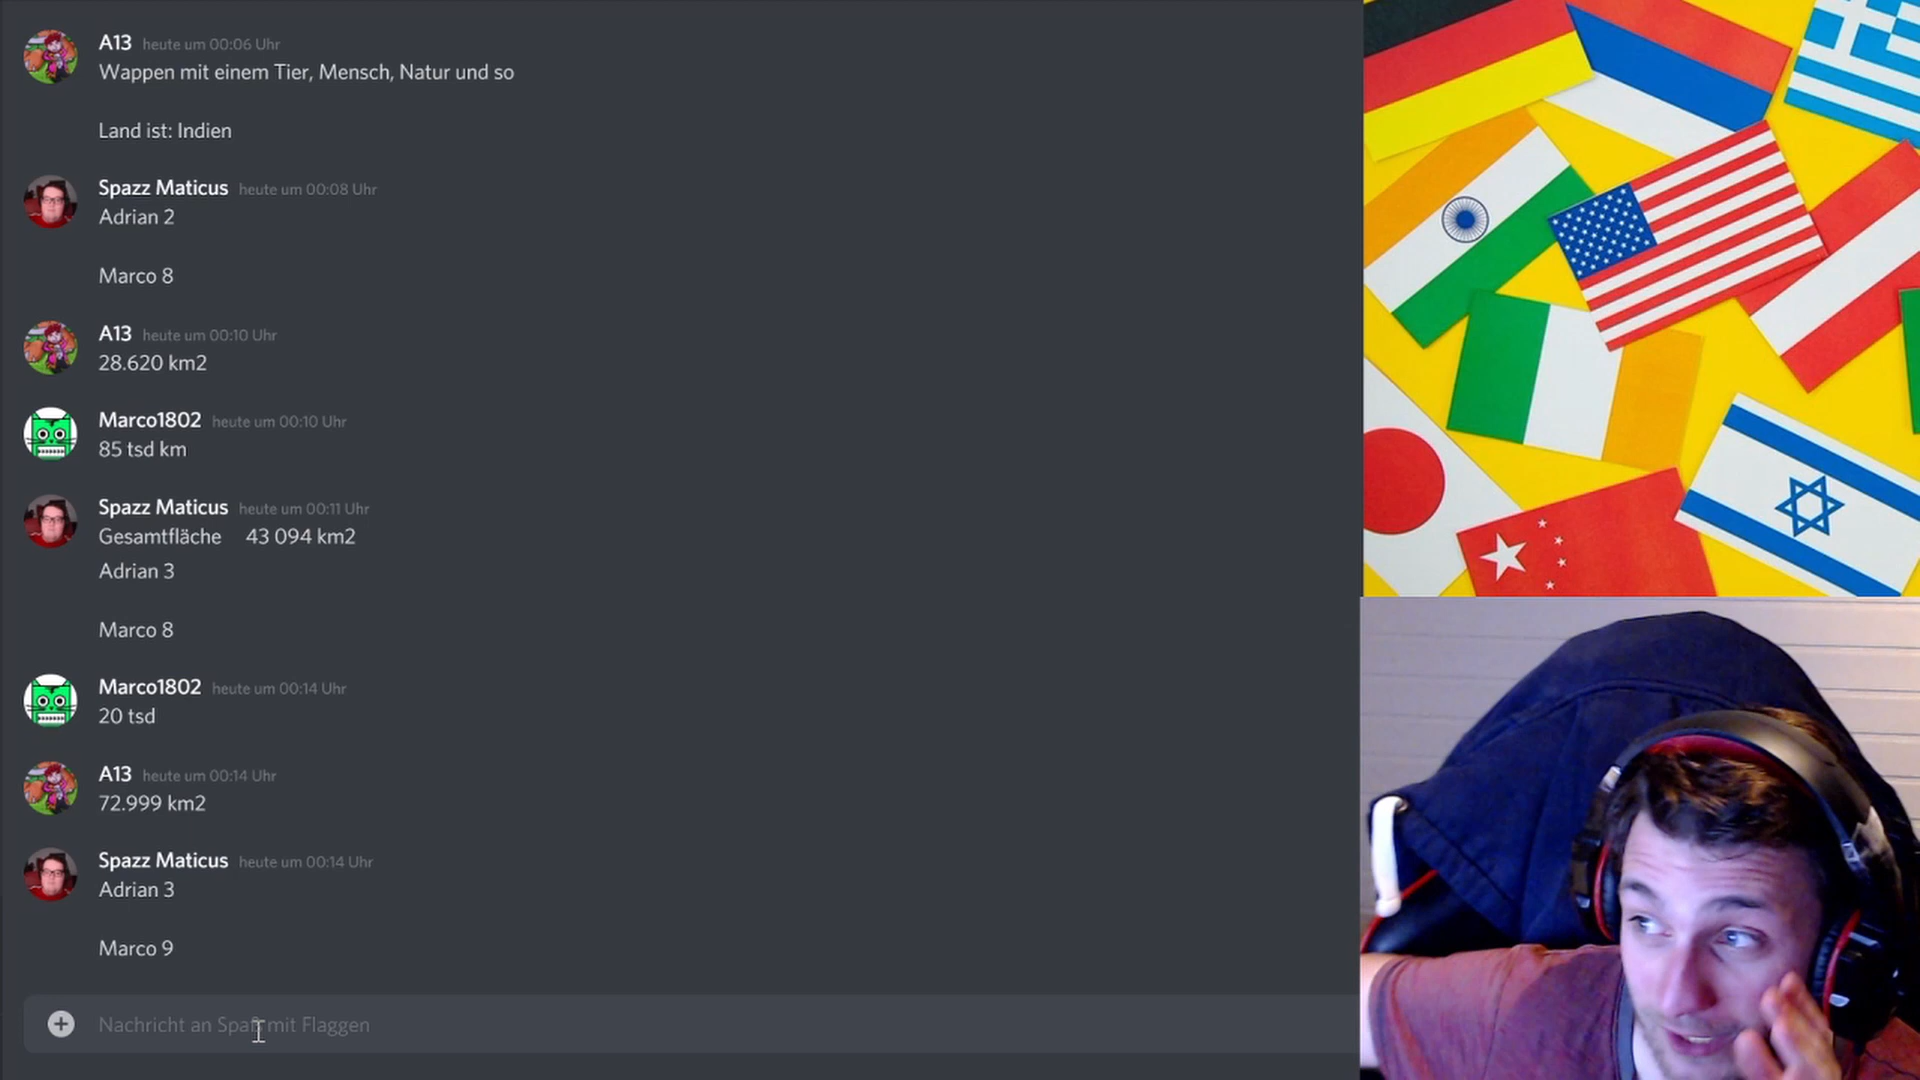 A13 heute um 00:06 Uhr
Wappen mit einem Tier, Mensch, Natur und so
Land ist: Indien
Spazz Maticus heute um 00:08 Uhr
Adrian 2
Marco 8
A13 heute um 00:10 Uhr
28.620 km2
Marco1802 heute um 00:10 Uhr
85 tsd km
Spazz Maticus heute um 00:11 Uhr
Gesamtfläche 43 094 km2
Adrian 3
Marco 8
Marco1802 heute um 00:14 Uhr
20 tsd
A13 heute um 00:14 Uhr
72.999 km2
Spazz Maticus heute um 00:14 Uhr
Adrian 3
Marco 9
Nachricht an Spaß mit Flaggen